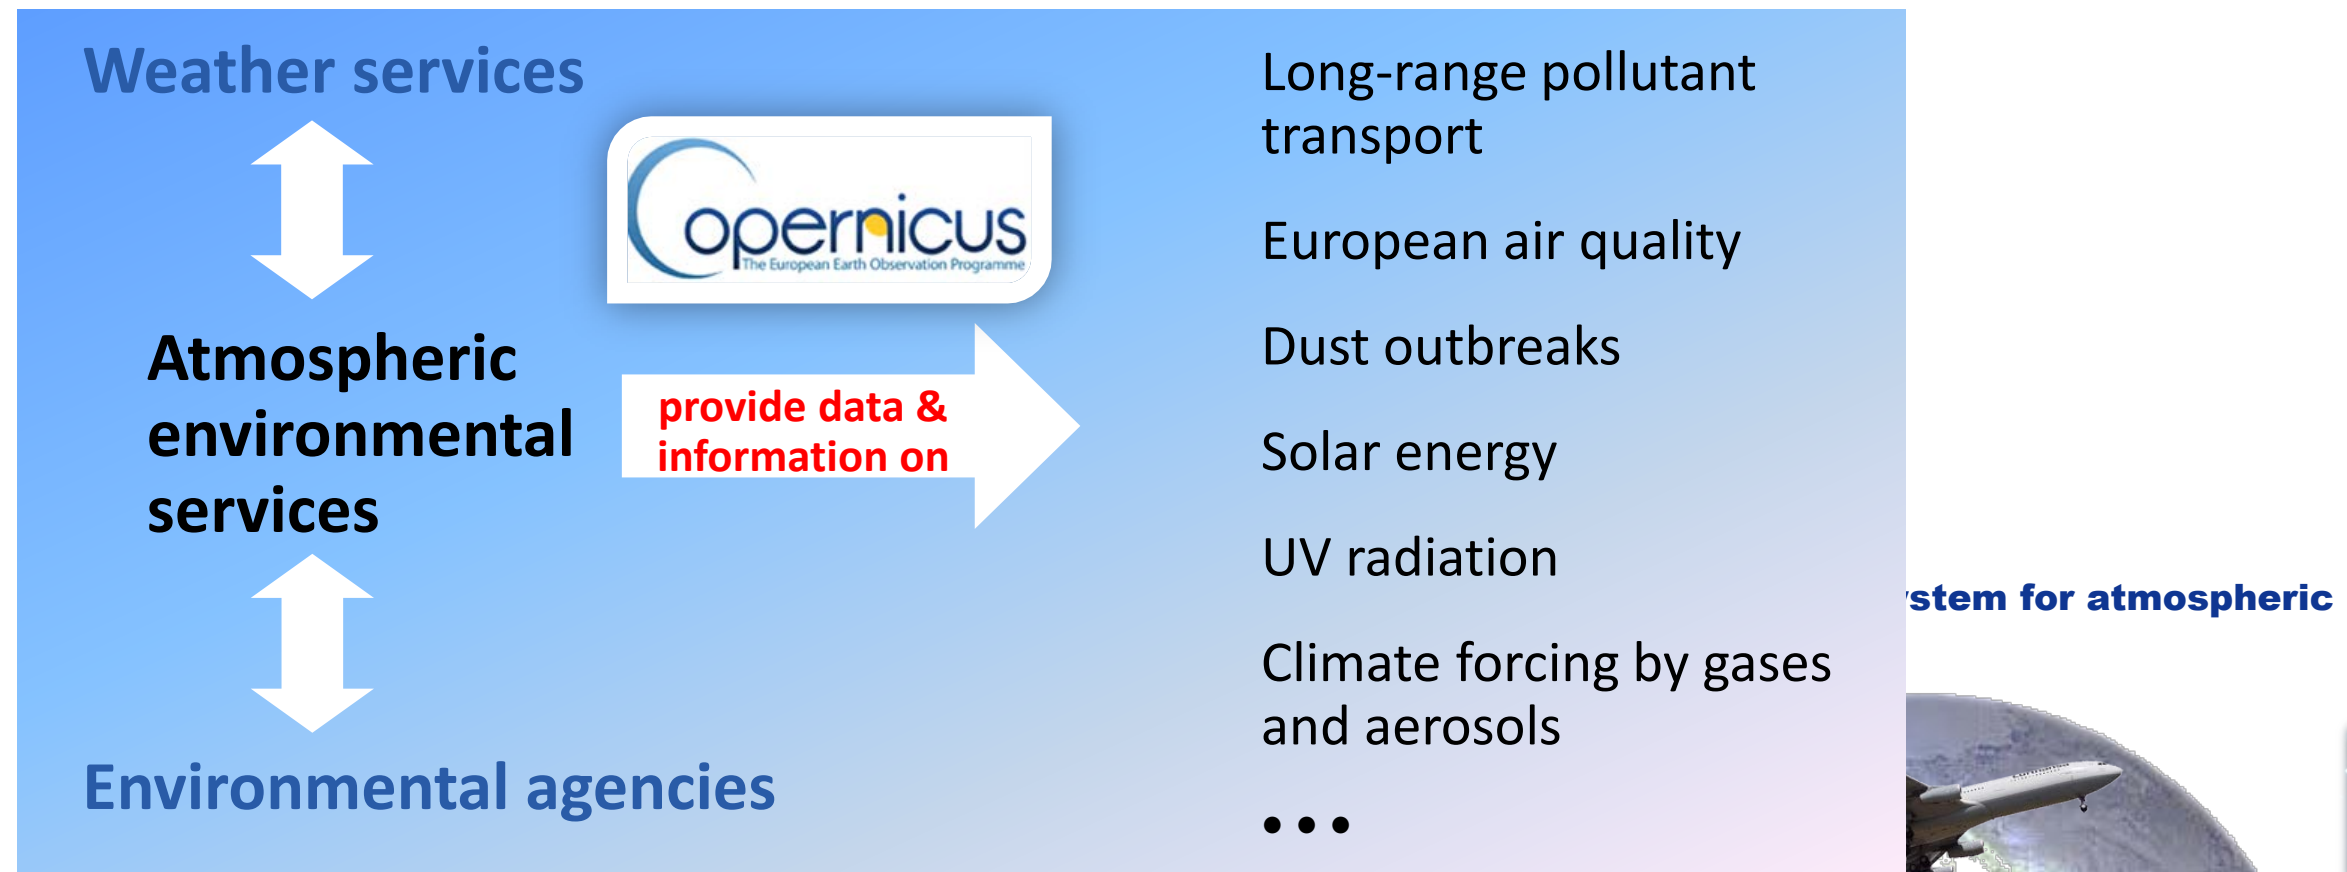 Weather services
Copernicus
The European Earth Observation Programme
Atmospheric
environmental
services
provide data &
information on
Environmental agencies
Long-range pollutant
transport
European air quality
Dust outbreaks
Solar energy
UV radiation
Climate forcing by gases
and aerosols
•••
for atmospheric